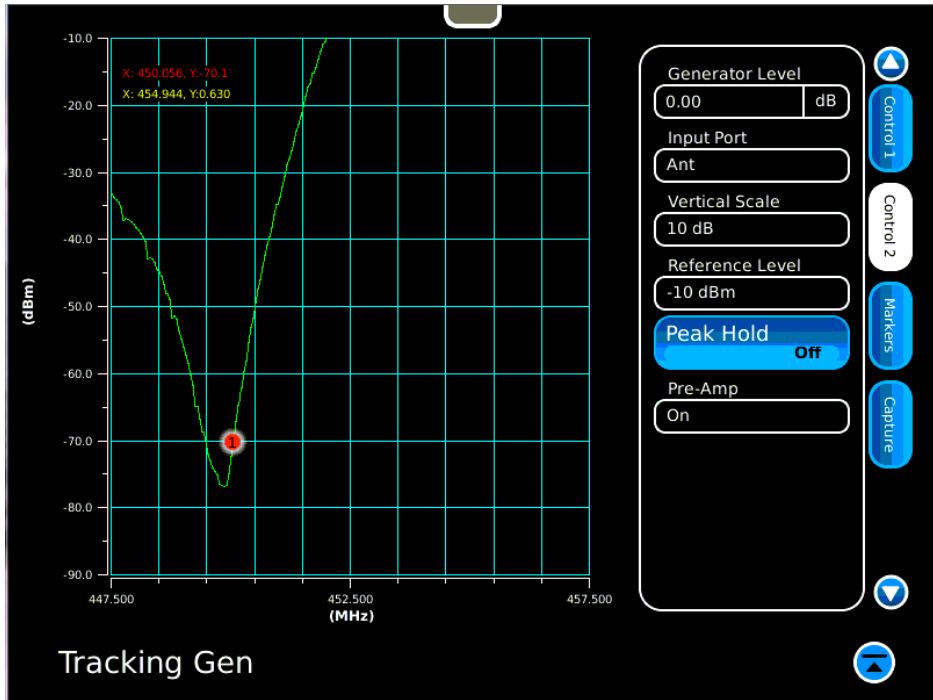 -10.0
X: 450.056, Y:-70.1
X: 454.944, Y:0.630
-20.0
-30.0
-40.0
-50.0
-60.0
-70.0
-80.0
-90.0
(dBm)
1
447.500 452.500 457.500
(MHz)
Generator Level
0.00 dB
Input Port
Ant
Vertical Scale
10 dB
Reference Level
-10 dBm
Peak Hold
Off
Pre-Amp
On
Control 1
Control 2
Markers
Capture
Tracking Gen